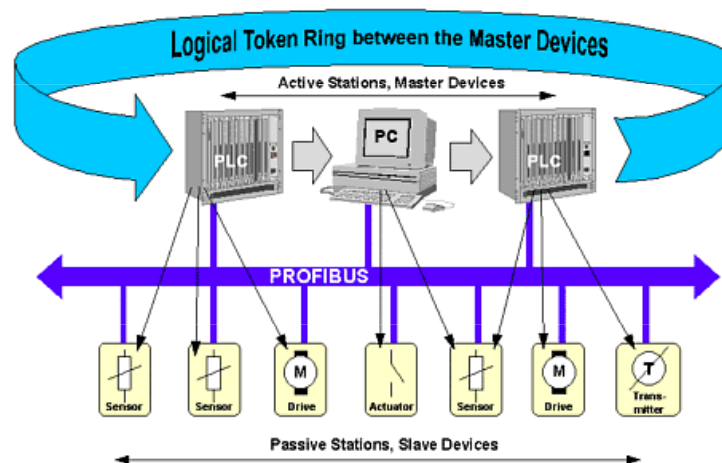 Logical Token Ring between the Master Devices
Active Stations, Master Devices
PLC
PC
PLC
PROFIBUS
M
M
T
Sensor
Sensor
Drive
Actuator
Sensor
Drive
Trans-
mitter
Passive Stations, Slave Devices